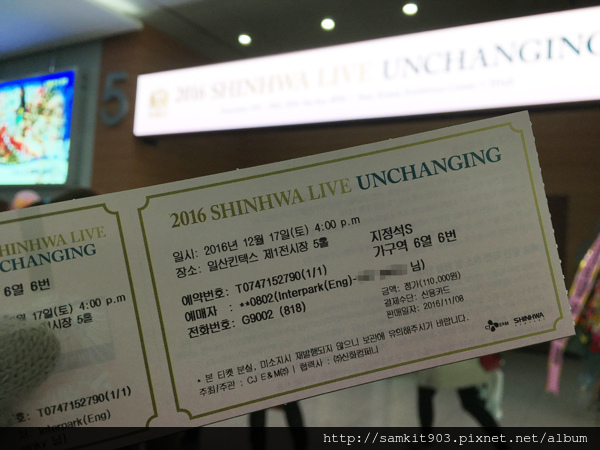 5
2016 SHINHWA LIVE UNCHANGING
2016 SHINHWA LIVE UNCHANGING
일시: 2016년 12월 17일(토) 4:00 p.m
장소: 일산킨텍스 제1전시장 5홀
지정석S
가구역 6열 6번
예약번호: T0747152790(1/1)
예매자 : **0802(Interpark(Eng)- 님)
전화번호: G9002 (818)
금액: 정가(110,000원)
결제수단: 신용카드
판매일자: 2016/11/08
* 본 티켓 분실, 미소지시 재발행되지 않으니 보관에 유의해주시기 바랍니다.
주최/주관 : CJ E&M(주) | 협력사 : (주)신화컴퍼니
CJ E&M
SHINHWA
SHINHWA LIVE
CHANGING
6열 6번
17일(토) 4:00 p.m
시장 5홀
호: T0747152790(1/1)
Interpark(Eng)
님)
http://samkit903.pixnet.net/album